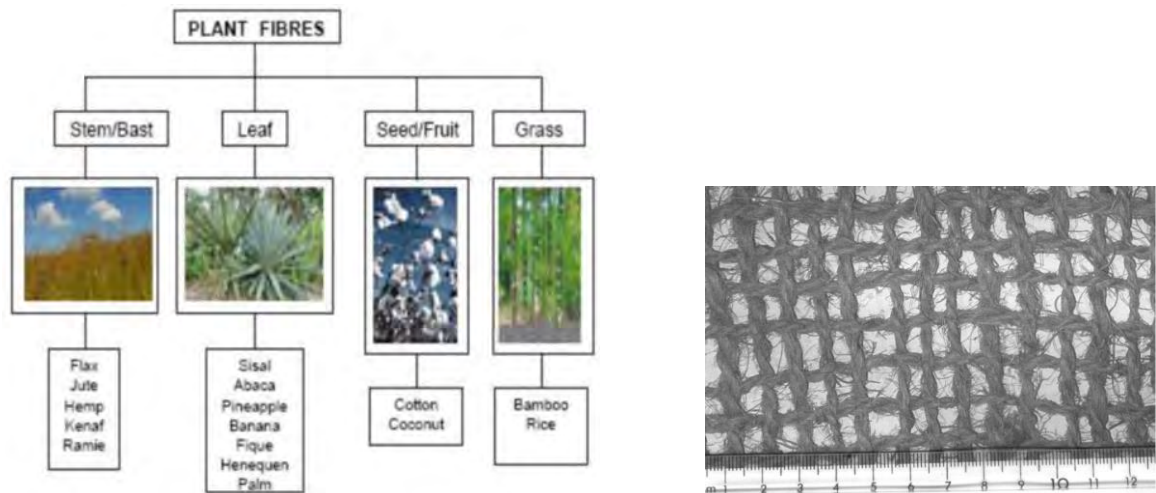 PLANT FIBRES
Stem/Bast
Leaf
Seed/Fruit
Grass
Flax
Jute
Hemp
Kenaf
Ramie
Sisal
Abaca
Pineapple
Banana
Fique
Henequen
Palm
Cotton
Coconut
Bamboo
Rice
m 1 2 3 4 5 6 7 8 9 10 11 12